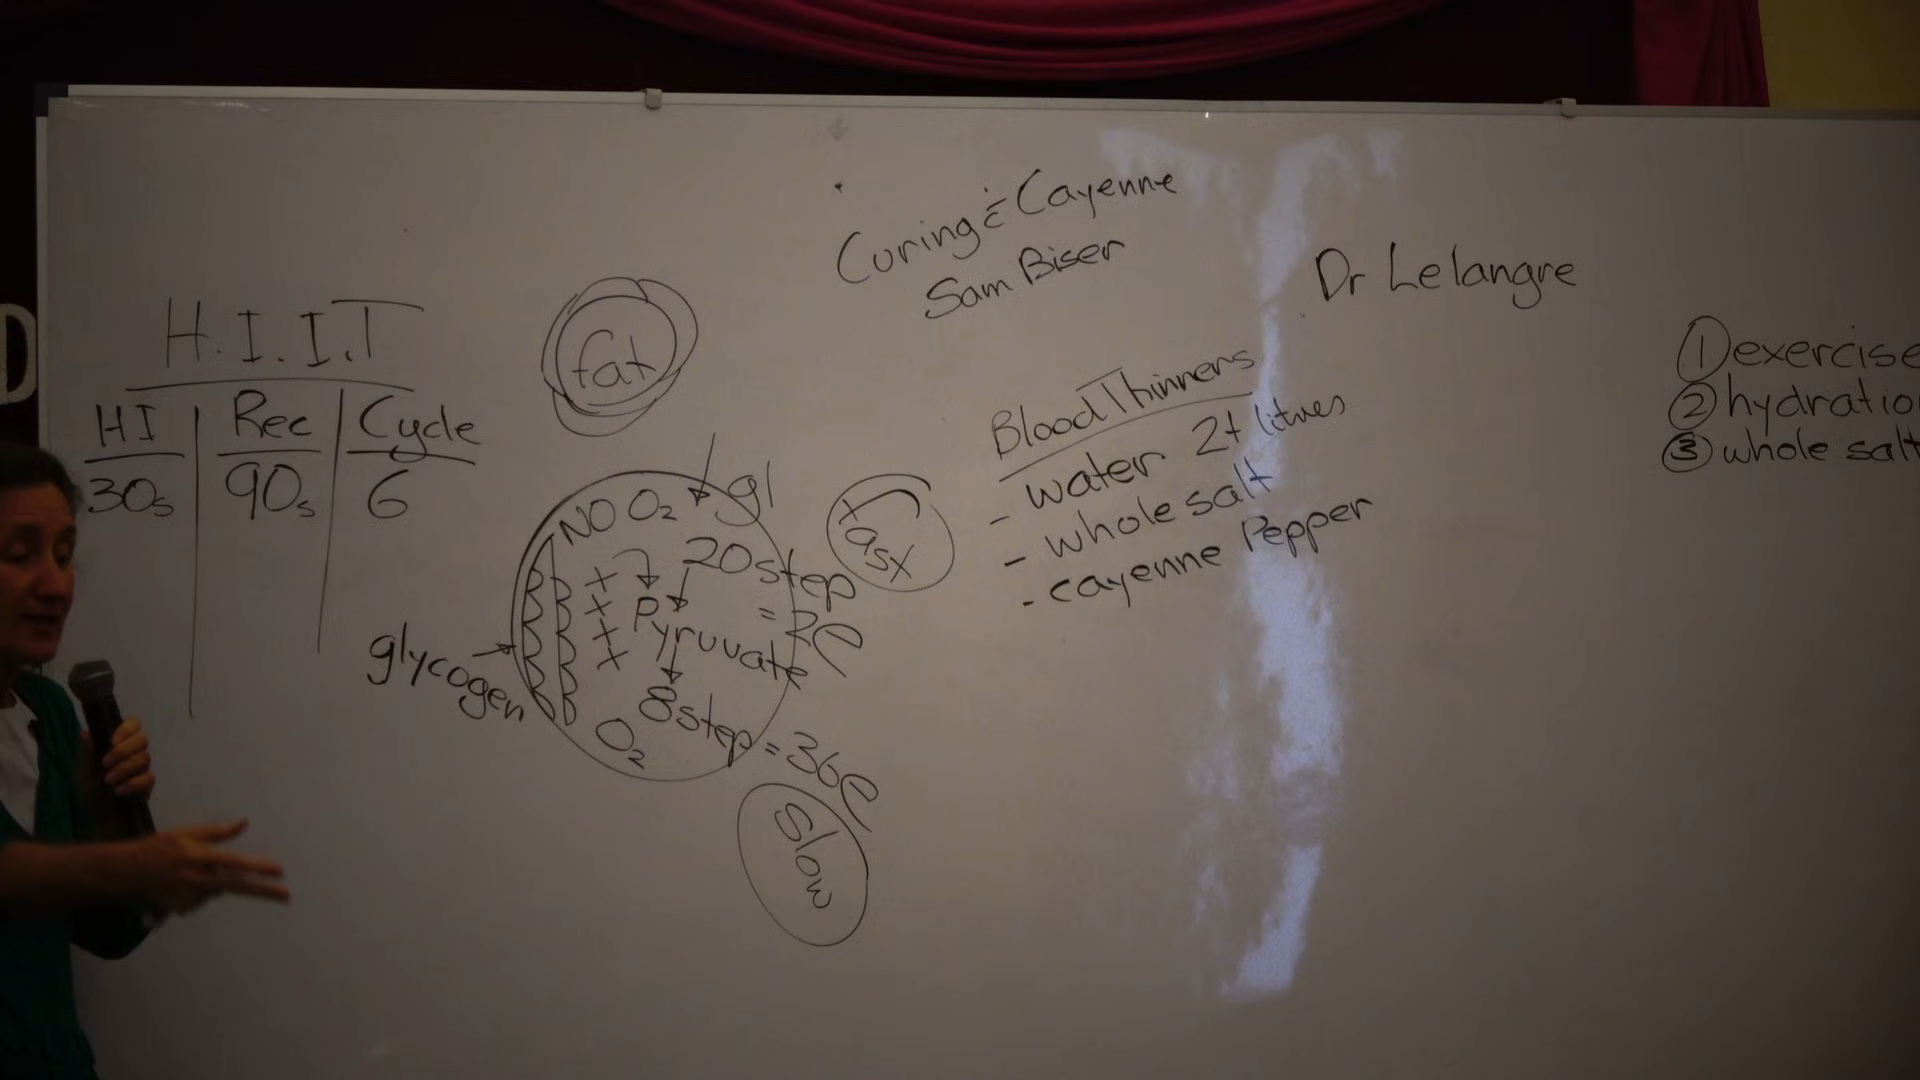 D
H.I.I.T
HI Rec Cycle
30s 90s 6
fat
NO O₂ gl
20step
= 2e
Pyruvate
8step = 36e
O₂
glycogen
fast
Slow
Curing c̄ Cayenne
Sam Biser
Dr Lelangre
Blood Thinners
- water 2+ litres
- whole salt
- cayenne Pepper
① exercise
② hydratio
③ whole salt